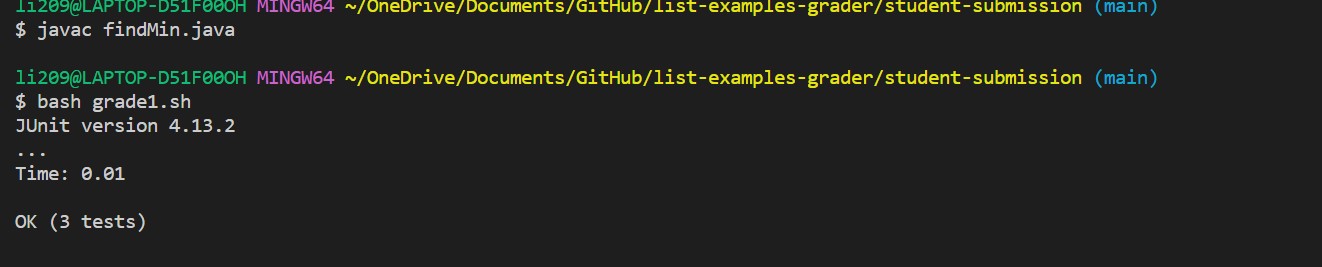 li209@LAPTOP-D51F00OH MINGW64 ~/OneDrive/Documents/GitHub/list-examples-grader/student-submission (main)
$ javac findMin.java
li209@LAPTOP-D51F00OH MINGW64 ~/OneDrive/Documents/GitHub/list-examples-grader/student-submission (main)
$ bash grade1.sh
JUnit version 4.13.2
...
Time: 0.01
OK (3 tests)